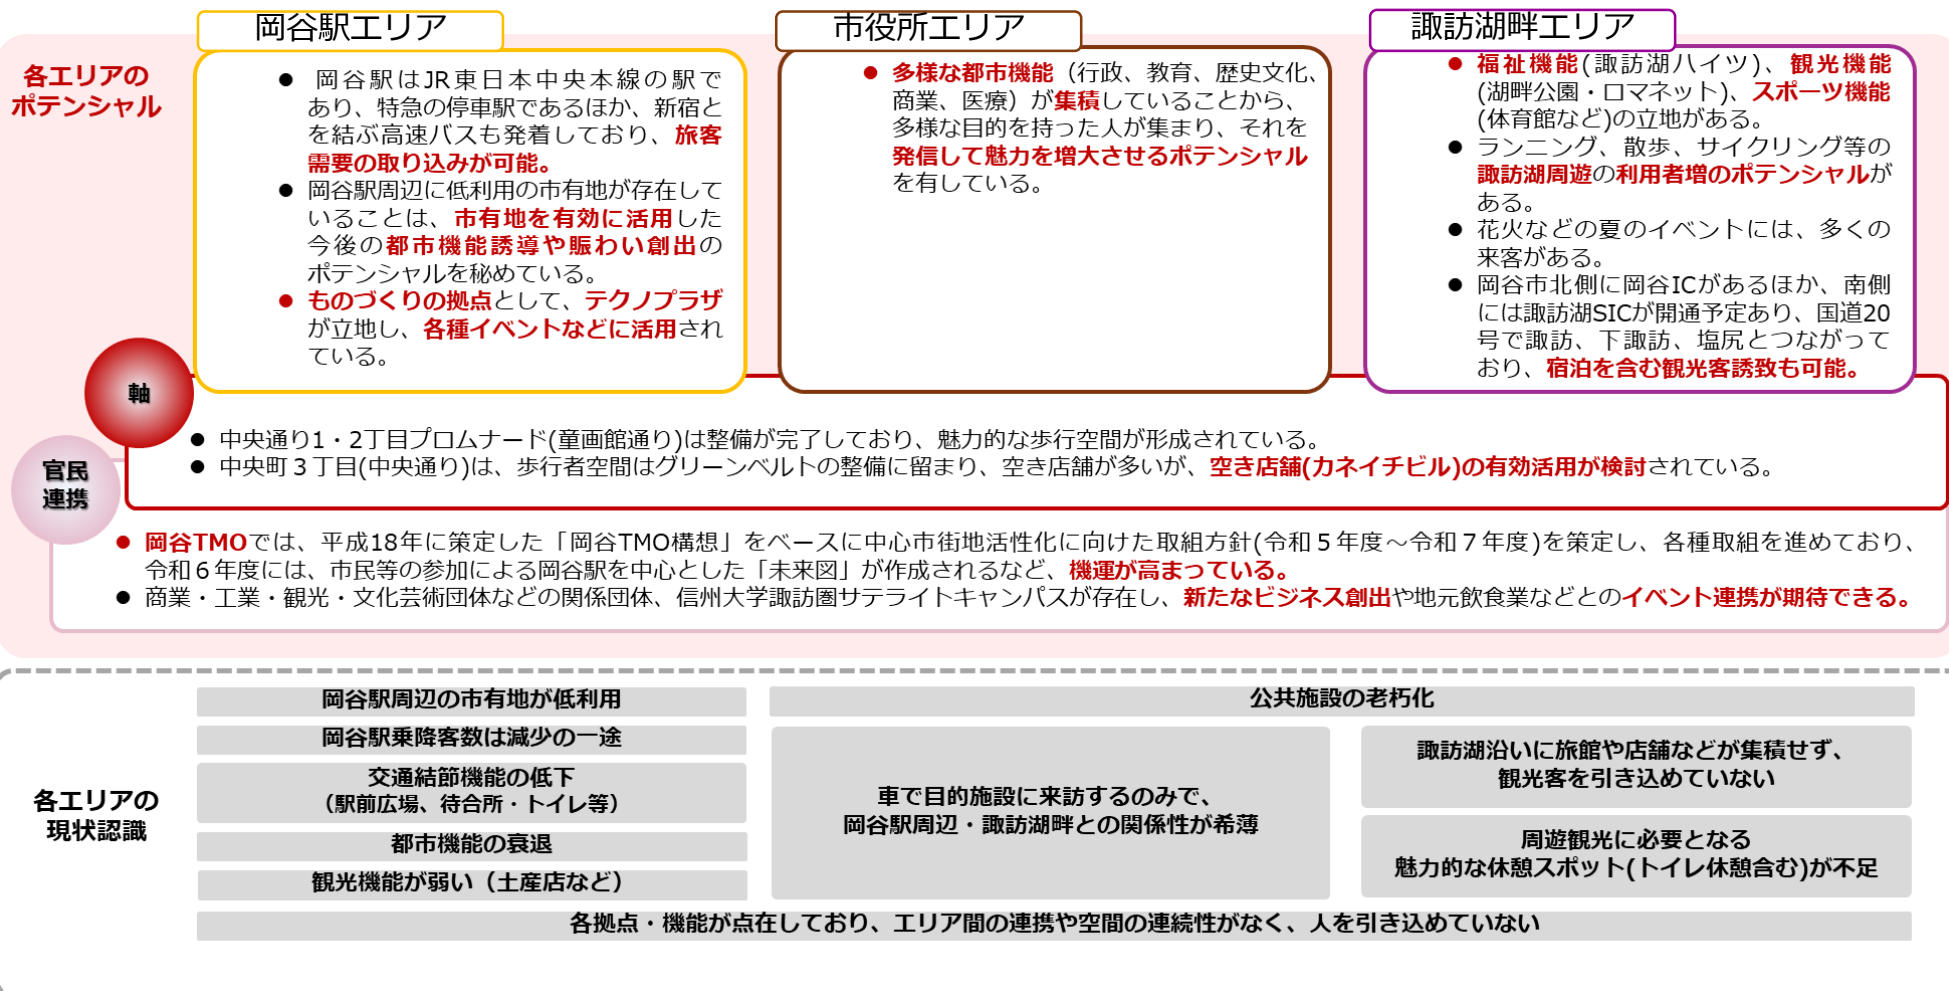 岡谷駅エリア
市役所エリア
諏訪湖畔エリア
各エリアの
ポテンシャル
● 岡谷駅はJR東日本中央本線の駅で
あり、特急の停車駅であるほか、新宿と
を結ぶ高速バスも発着しており、旅客
需要の取り込みが可能。
● 岡谷駅周辺に低利用の市有地が存在して
いることは、市有地を有効に活用した
今後の都市機能誘導や賑わい創出の
ポテンシャルを秘めている。
● ものづくりの拠点として、テクノプラザ
が立地し、各種イベントなどに活用され
ている。
● 多様な都市機能（行政、教育、歴史文化、
商業、医療）が集積していることから、
多様な目的を持った人が集まり、それを
発信して魅力を増大させるポテンシャル
を有している。
● 福祉機能(諏訪湖ハイツ)、観光機能
(湖畔公園・ロマネット)、スポーツ機能
(体育館など)の立地がある。
● ランニング、散歩、サイクリング等の
諏訪湖周遊の利用者増のポテンシャルが
ある。
● 花火などの夏のイベントには、多くの
来客がある。
● 岡谷市北側に岡谷ICがあるほか、南側
には諏訪湖SICが開通予定あり、国道20
号で諏訪、下諏訪、塩尻とつながって
おり、宿泊を含む観光客誘致も可能。
軸
● 中央通り1・2丁目プロムナード(童画館通り)は整備が完了しており、魅力的な歩行空間が形成されている。
● 中央町３丁目(中央通り)は、歩行者空間はグリーンベルトの整備に留まり、空き店舗が多いが、空き店舗(カネイチビル)の有効活用が検討されている。
官民
連携
● 岡谷TMOでは、平成18年に策定した「岡谷TMO構想」をベースに中心市街地活性化に向けた取組方針(令和５年度～令和７年度)を策定し、各種取組を進めており、
令和６年度には、市民等の参加による岡谷駅を中心とした「未来図」が作成されるなど、機運が高まっている。
● 商業・工業・観光・文化芸術団体などの関係団体、信州大学諏訪圏サテライトキャンパスが存在し、新たなビジネス創出や地元飲食業などとのイベント連携が期待できる。
各エリアの
現状認識
岡谷駅周辺の市有地が低利用
岡谷駅乗降客数は減少の一途
交通結節機能の低下
（駅前広場、待合所・トイレ等）
都市機能の衰退
観光機能が弱い（土産店など）
公共施設の老朽化
車で目的施設に来訪するのみで、
岡谷駅周辺・諏訪湖畔との関係性が希薄
諏訪湖沿いに旅館や店舗などが集積せず、
観光客を引き込めていない
周遊観光に必要となる
魅力的な休憩スポット(トイレ休憩含む)が不足
各拠点・機能が点在しており、エリア間の連携や空間の連続性がなく、人を引き込めていない